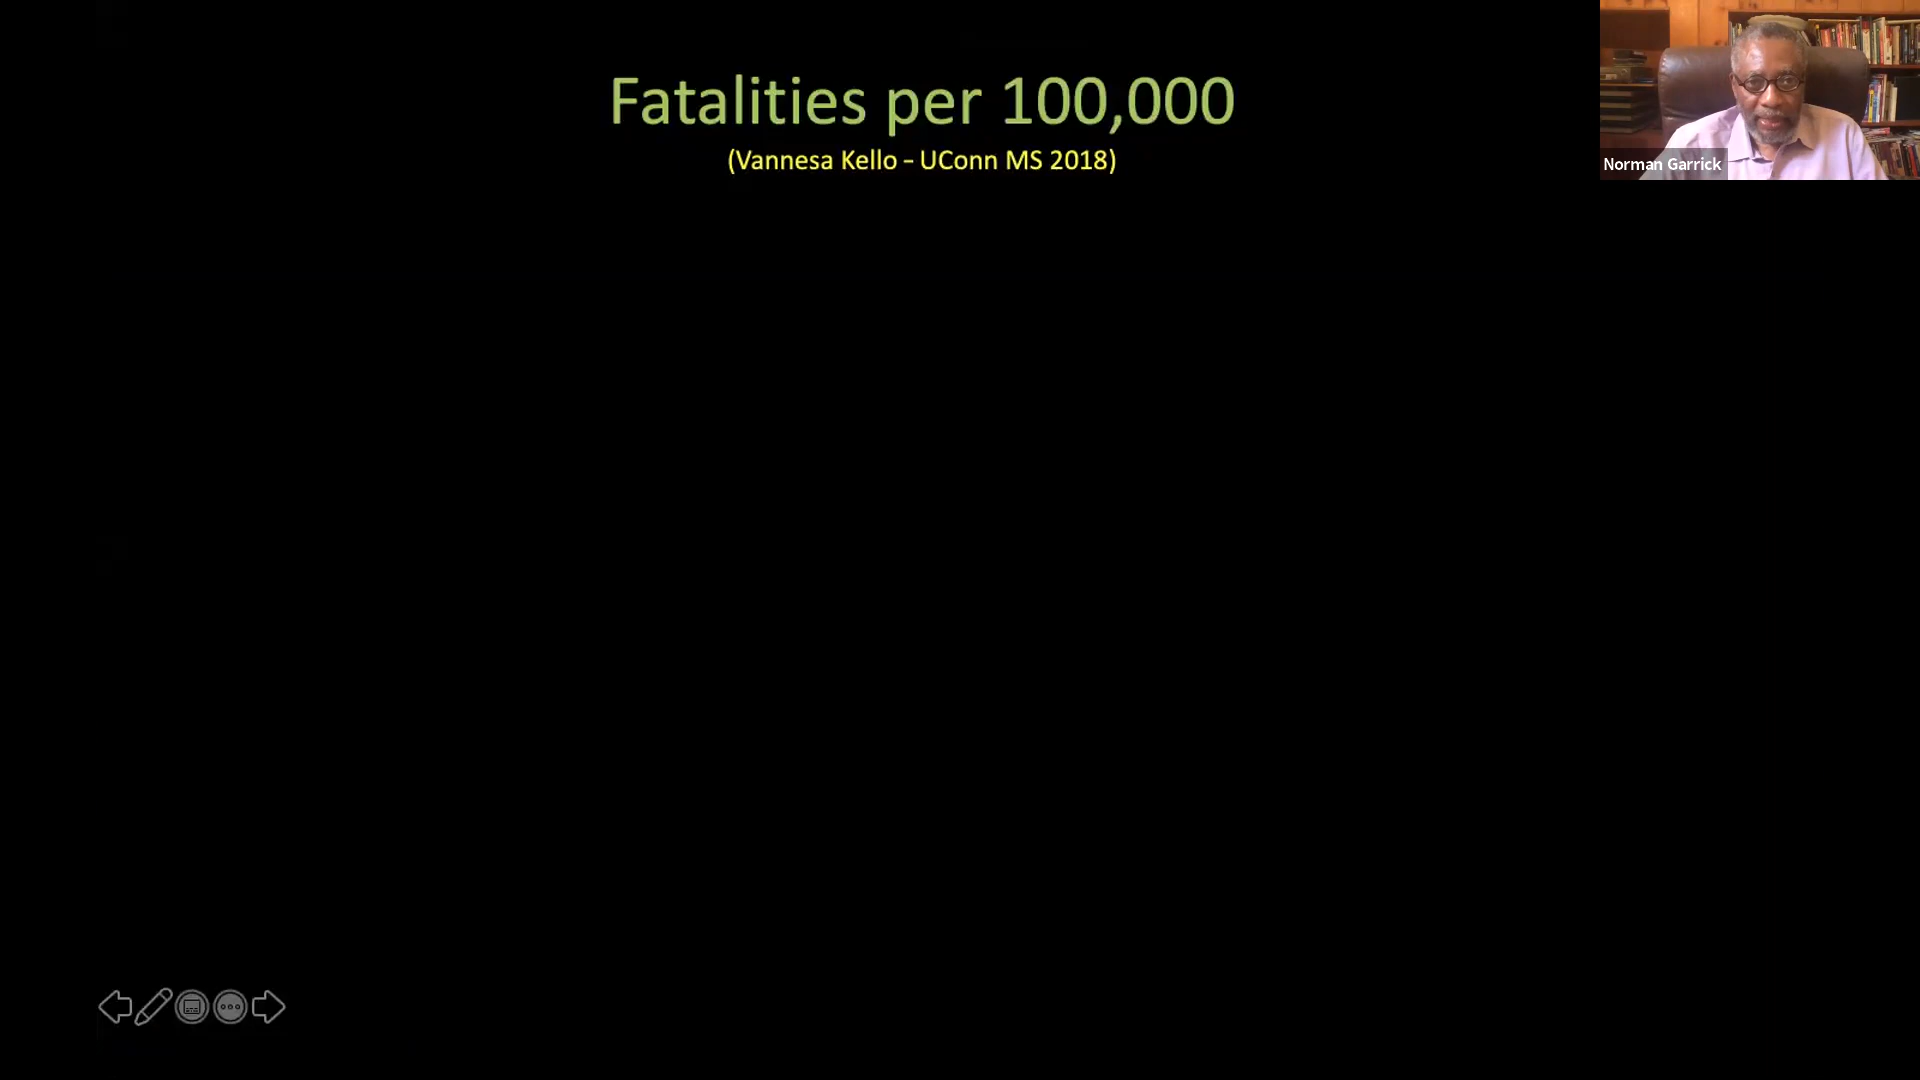 Fatalities per 100,000
(Vannesa Kello – UConn MS 2018)
Norman Garrick